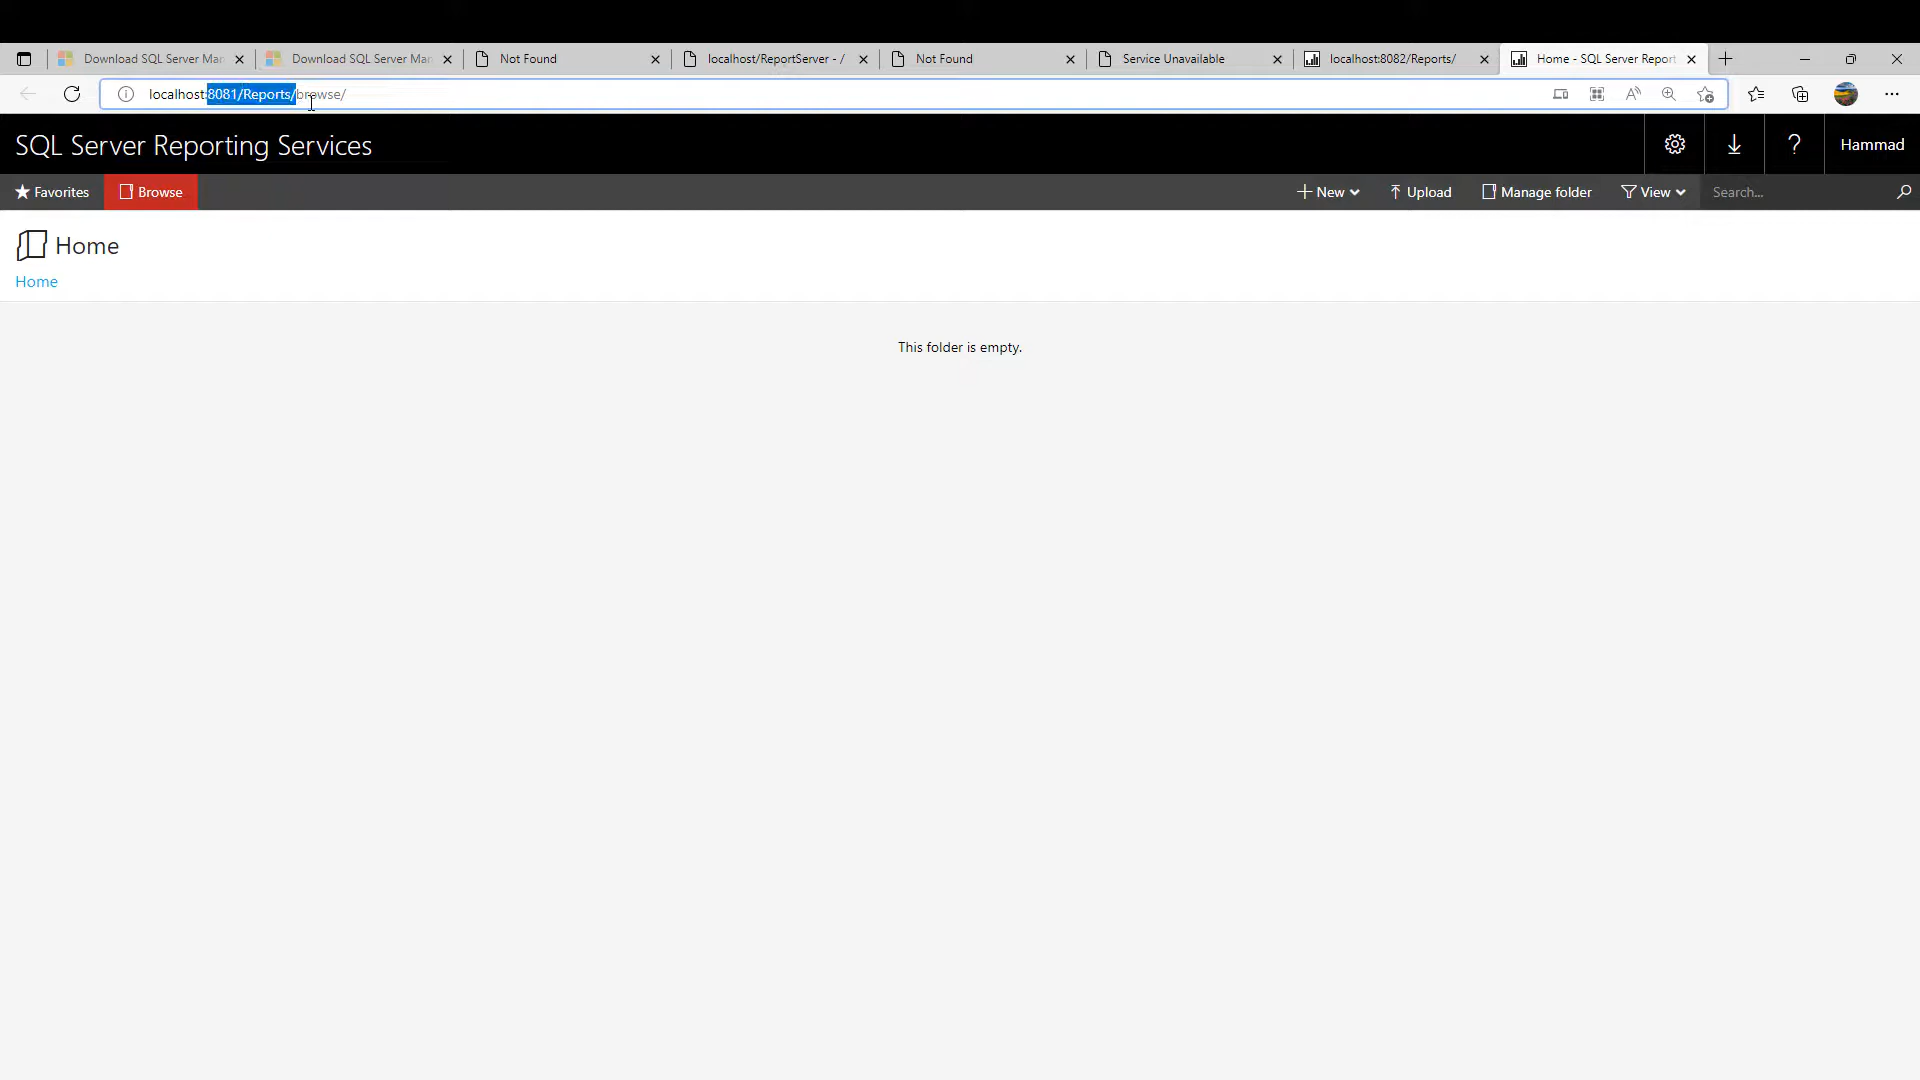 Download SQL Server Man Download SQL Server Man Not Found localhost/ReportServer - / Not Found Service Unavailable localhost:8082/Reports/ Home - SQL Server Report
localhost:8081/Reports/browse/
SQL Server Reporting Services ? Hammad
Favorites Browse New Upload Manage folder View Search...
Home
Home
This folder is empty.